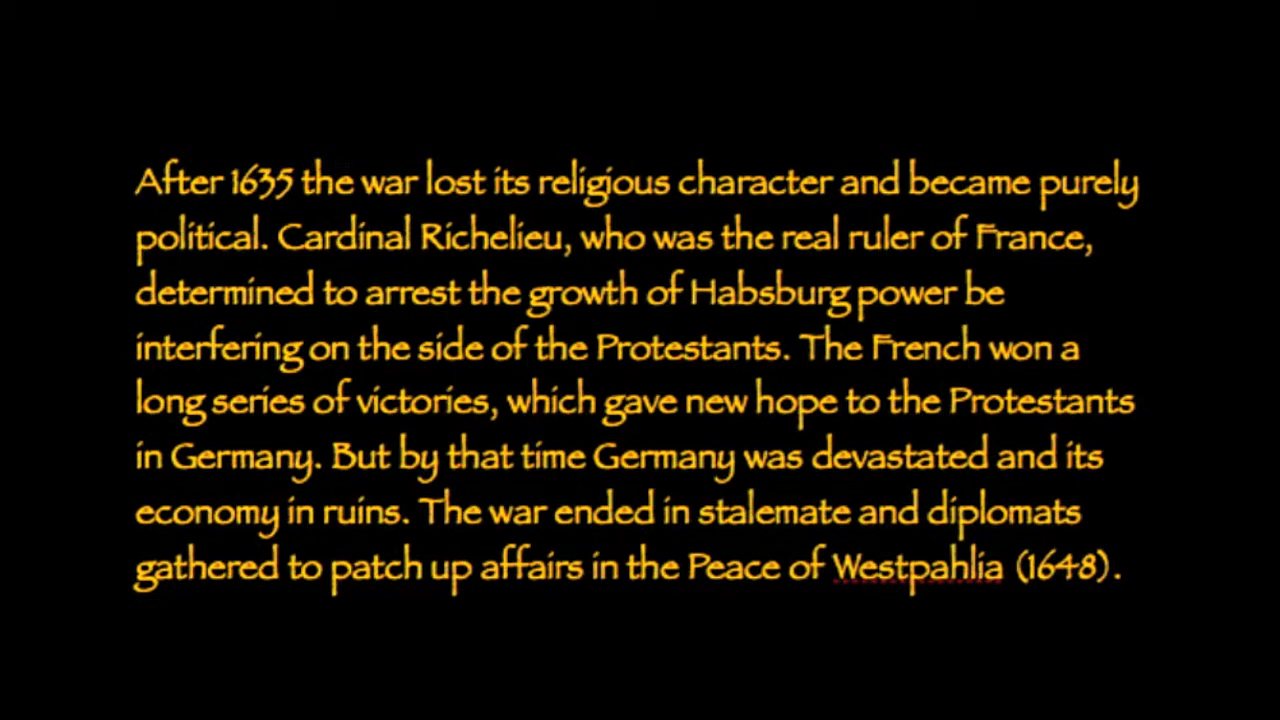 After 1635 the war lost its religious character and became purely
political. Cardinal Richelieu, who was the real ruler of France,
determined to arrest the growth of Habsburg power be
interfering on the side of the Protestants. The French won a
long series of victories, which gave new hope to the Protestants
in Germany. But by that time Germany was devastated and its
economy in ruins. The war ended in stalemate and diplomats
gathered to patch up affairs in the Peace of Westpahlia (1648).